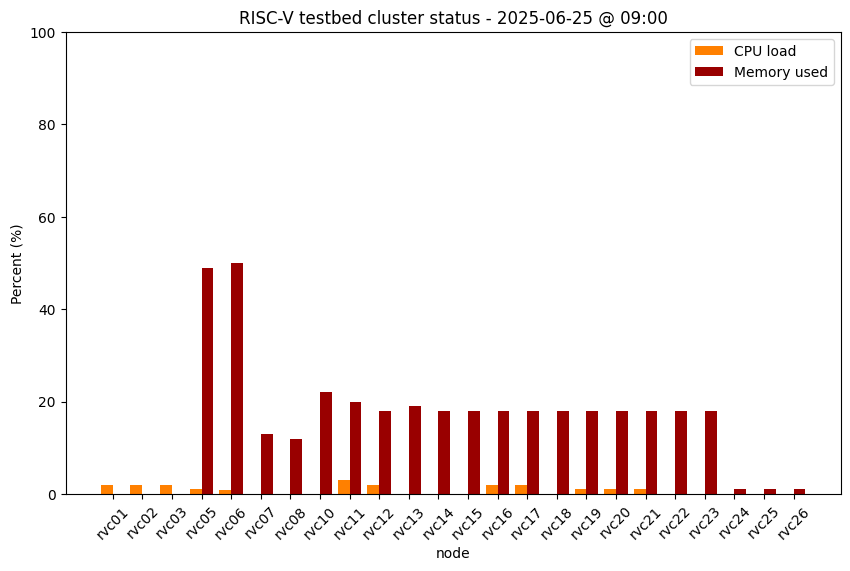 RISC-V testbed cluster status - 2025-06-25 @ 09:00
CPU load
Memory used
Percent (%)
100
80
60
40
20
0
rvc01 rvc02 rvc03 rvc05 rvc06 rvc07 rvc08 rvc10 rvc11 rvc12 rvc13 rvc14 rvc15 rvc16 rvc17 rvc18 rvc19 rvc20 rvc21 rvc22 rvc23 rvc24 rvc25 rvc26
node